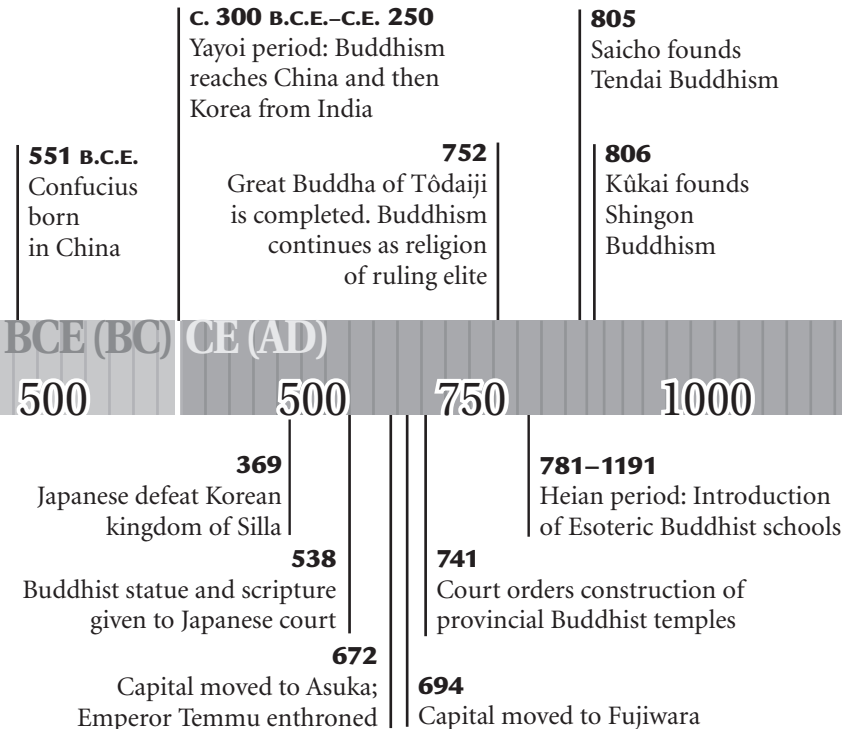 C. 300 B.C.E.–C.E. 250
Yayoi period: Buddhism
reaches China and then
Korea from India
805
Saicho founds
Tendai Buddhism
551 B.C.E.
Confucius
born
in China
752
Great Buddha of Tôdaiji
is completed. Buddhism
continues as religion
of ruling elite
806
Kûkai founds
Shingon
Buddhism
BCE (BC) CE (AD)
500 500 750 1000
369
Japanese defeat Korean
kingdom of Silla
781–1191
Heian period: Introduction
of Esoteric Buddhist schools
538
Buddhist statue and scripture
given to Japanese court
741
Court orders construction of
provincial Buddhist temples
672
Capital moved to Asuka;
Emperor Temmu enthroned
694
Capital moved to Fujiwara